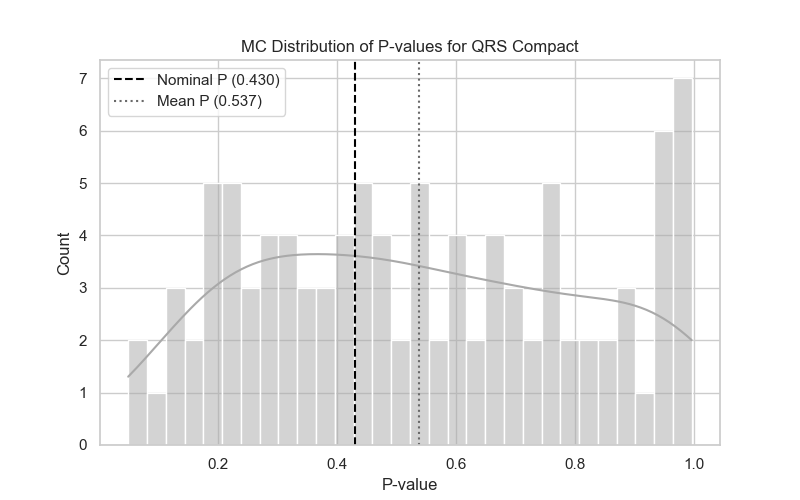 MC Distribution of P-values for QRS Compact
Nominal P (0.430)
Mean P (0.537)
7
6
5
4
3
2
1
0
Count
0.2 0.4 0.6 0.8 1.0
P-value